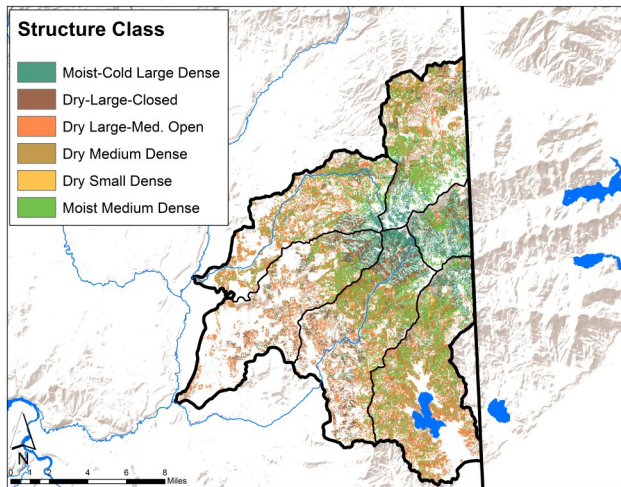 Structure Class
Moist-Cold Large Dense
Dry-Large-Closed
Dry Large-Med. Open
Dry Medium Dense
Dry Small Dense
Moist Medium Dense
N
0 1 2 4 6 8
Miles